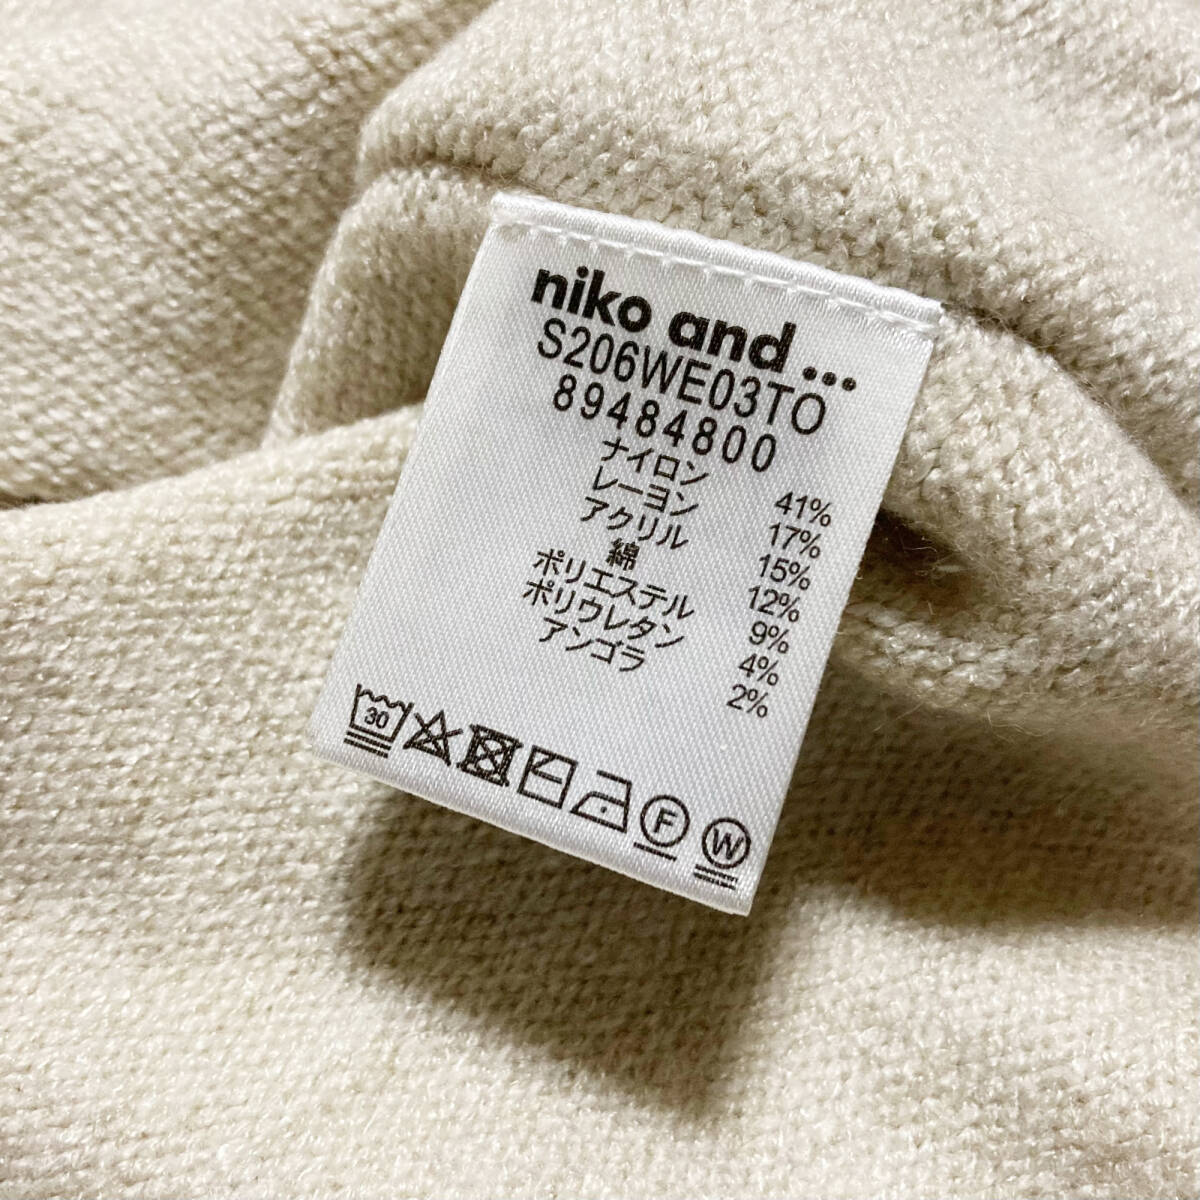 niko and...
S206WE03TO
89484800
ナイロン 41%
レーヨン 17%
アクリル 15%
綿 12%
ポリエステル 9%
ポリウレタン 4%
アンゴラ 2%
30
F
W